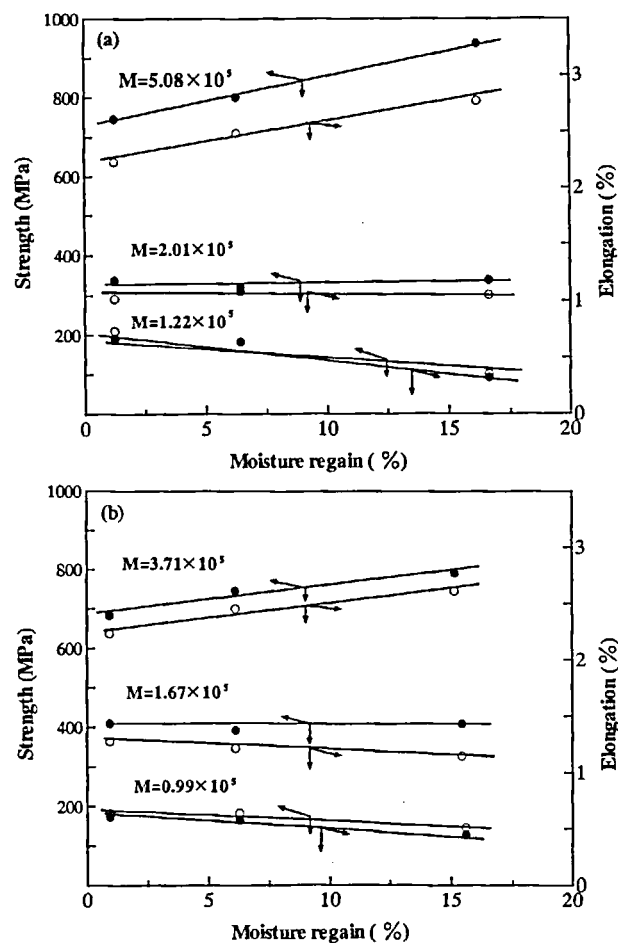 (a)
1000
800
600
400
200
Strength (MPa)
M=5.08×10⁵
M=2.01×10⁵
M=1.22×10⁵
3
2
1
0
Elongation (%)
0 5 10 15 20
Moisture regain (%)
(b)
1000
800
600
400
200
Strength (MPa)
M=3.71×10⁵
M=1.67×10⁵
M=0.99×10⁵
3
2
1
0
Elongation (%)
0 5 10 15 20
Moisture regain (%)